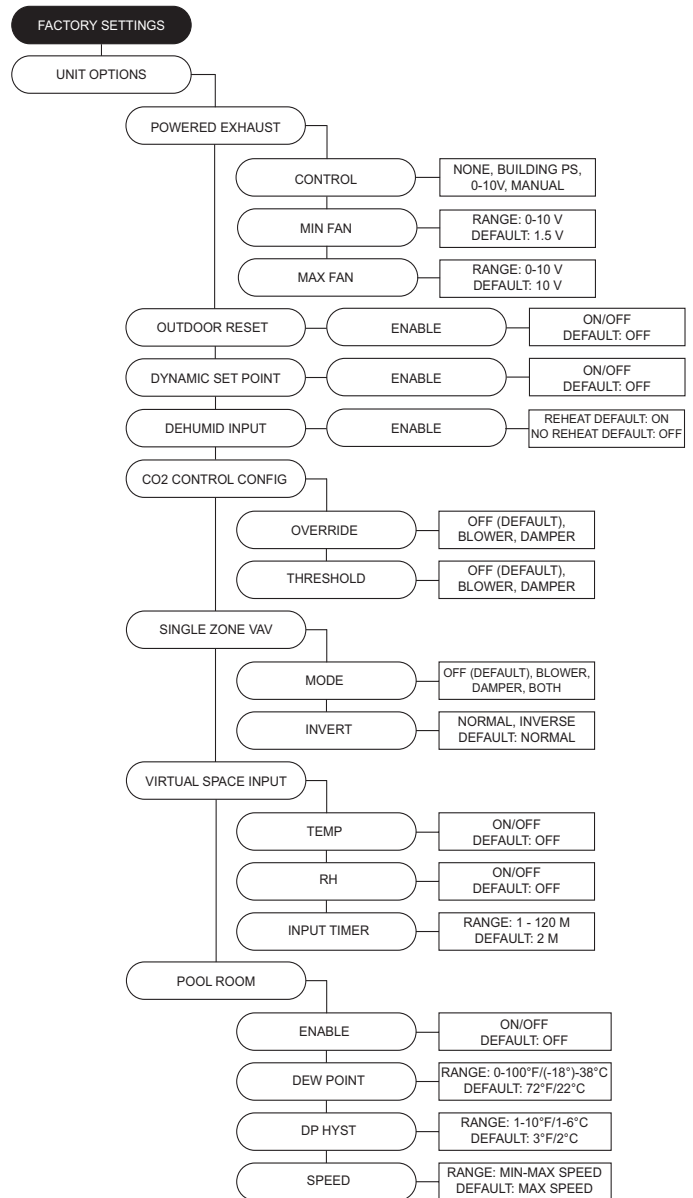 FACTORY SETTINGS
UNIT OPTIONS
POWERED EXHAUST
CONTROL
NONE, BUILDING PS,
0-10V, MANUAL
MIN FAN
RANGE: 0-10 V
DEFAULT: 1.5 V
MAX FAN
RANGE: 0-10 V
DEFAULT: 10 V
OUTDOOR RESET
ENABLE
ON/OFF
DEFAULT: OFF
DYNAMIC SET POINT
ENABLE
ON/OFF
DEFAULT: OFF
DEHUMID INPUT
ENABLE
REHEAT DEFAULT: ON
NO REHEAT DEFAULT: OFF
CO2 CONTROL CONFIG
OVERRIDE
OFF (DEFAULT),
BLOWER, DAMPER
THRESHOLD
OFF (DEFAULT),
BLOWER, DAMPER
SINGLE ZONE VAV
MODE
OFF (DEFAULT), BLOWER,
DAMPER, BOTH
INVERT
NORMAL, INVERSE
DEFAULT: NORMAL
VIRTUAL SPACE INPUT
TEMP
ON/OFF
DEFAULT: OFF
RH
ON/OFF
DEFAULT: OFF
INPUT TIMER
RANGE: 1 - 120 M
DEFAULT: 2 M
POOL ROOM
ENABLE
ON/OFF
DEFAULT: OFF
DEW POINT
RANGE: 0-100°F/(-18°)-38°C
DEFAULT: 72°F/22°C
DP HYST
RANGE: 1-10°F/1-6°C
DEFAULT: 3°F/2°C
SPEED
RANGE: MIN-MAX SPEED
DEFAULT: MAX SPEED